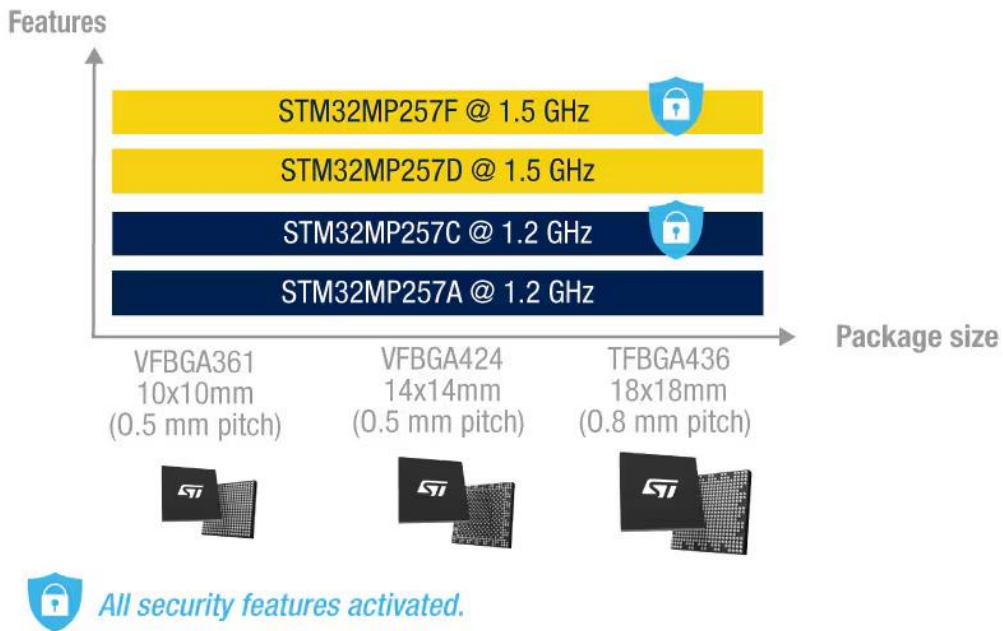 Features
STM32MP257F @ 1.5 GHz
STM32MP257D @ 1.5 GHz
STM32MP257C @ 1.2 GHz
STM32MP257A @ 1.2 GHz
Package size
VFBGA361
10x10mm
(0.5 mm pitch)
VFBGA424
14x14mm
(0.5 mm pitch)
TFBGA436
18x18mm
(0.8 mm pitch)
ST
ST
ST
All security features activated.